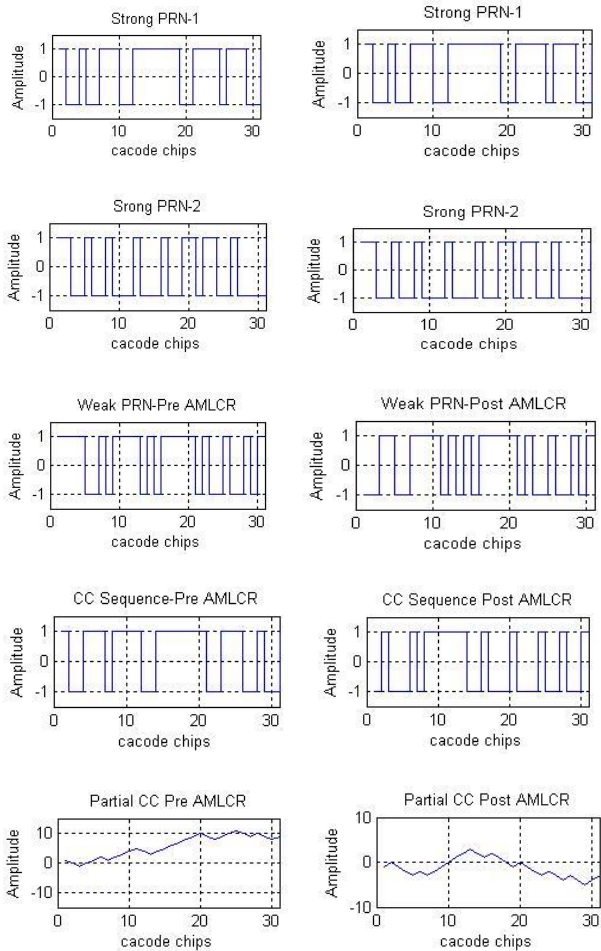 Strong PRN-1
Amplitude
1
0
-1
0 10 20 30
cacode chips
Strong PRN-1
Amplitude
1
0
-1
0 10 20 30
cacode chips
Srong PRN-2
Amplitude
1
0
-1
0 10 20 30
cacode chips
Srong PRN-2
Amplitude
1
0
-1
0 10 20 30
cacode chips
Weak PRN-Pre AMLCR
Amplitude
1
0
-1
0 10 20 30
cacode chips
Weak PRN-Post AMLCR
Amplitude
1
0
-1
0 10 20 30
cacode chips
CC Sequence-Pre AMLCR
Amplitude
1
0
-1
0 10 20 30
cacode chips
CC Sequence Post AMLCR
Amplitude
1
0
-1
0 10 20 30
cacode chips
Partial CC Pre AMLCR
Amplitude
10
0
-10
0 10 20 30
cacode chips
Partial CC Post AMLCR
Amplitude
10
0
-10
0 10 20 30
cacode chips